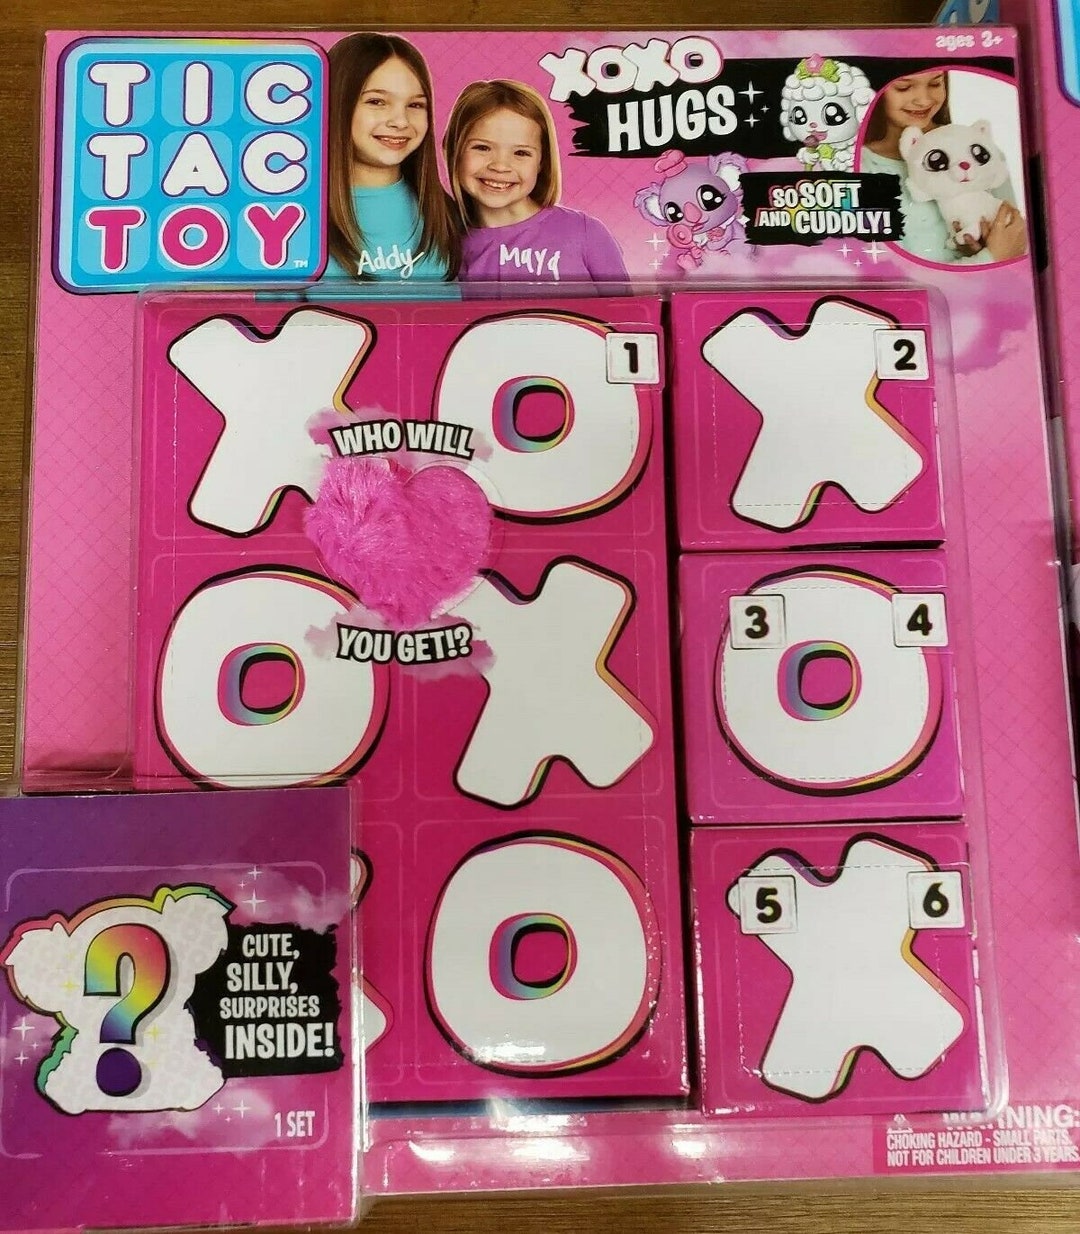 TIC
TAC
TOY™
Addy
Maya
XOXO
HUGS
ages 3+
SO SOFT
AND CUDDLY!
X O X
1
2
WHO WILL
YOU GET!?
O X O
3
4
O X
5
6
CUTE,
SILLY,
SURPRISES
INSIDE!
?
1 SET
WARNING:
CHOKING HAZARD - SMALL PARTS.
NOT FOR CHILDREN UNDER 3 YEARS.